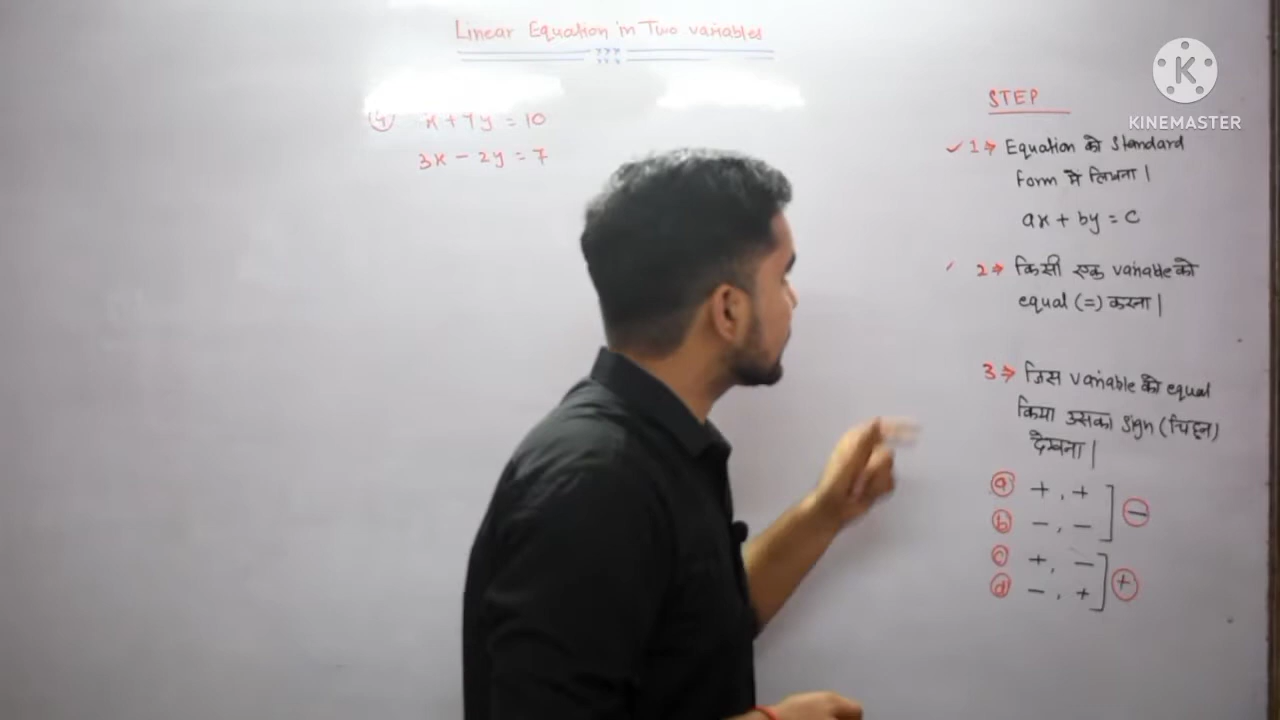 Linear Equation in Two variables
④ x + 4y = 10
3x - 2y = 7
STEP
1→ Equation को Standard
Form में लिखना।
ax + by = c
2→ किसी एक variable को
equal (=) करना।
3→ जिस variable को equal
किया उसका sign (चिह्न)
देखना।
ⓐ +, +
ⓑ -, -
⊖
ⓒ +, -
ⓓ -, +
⊕
K
KINEMASTER